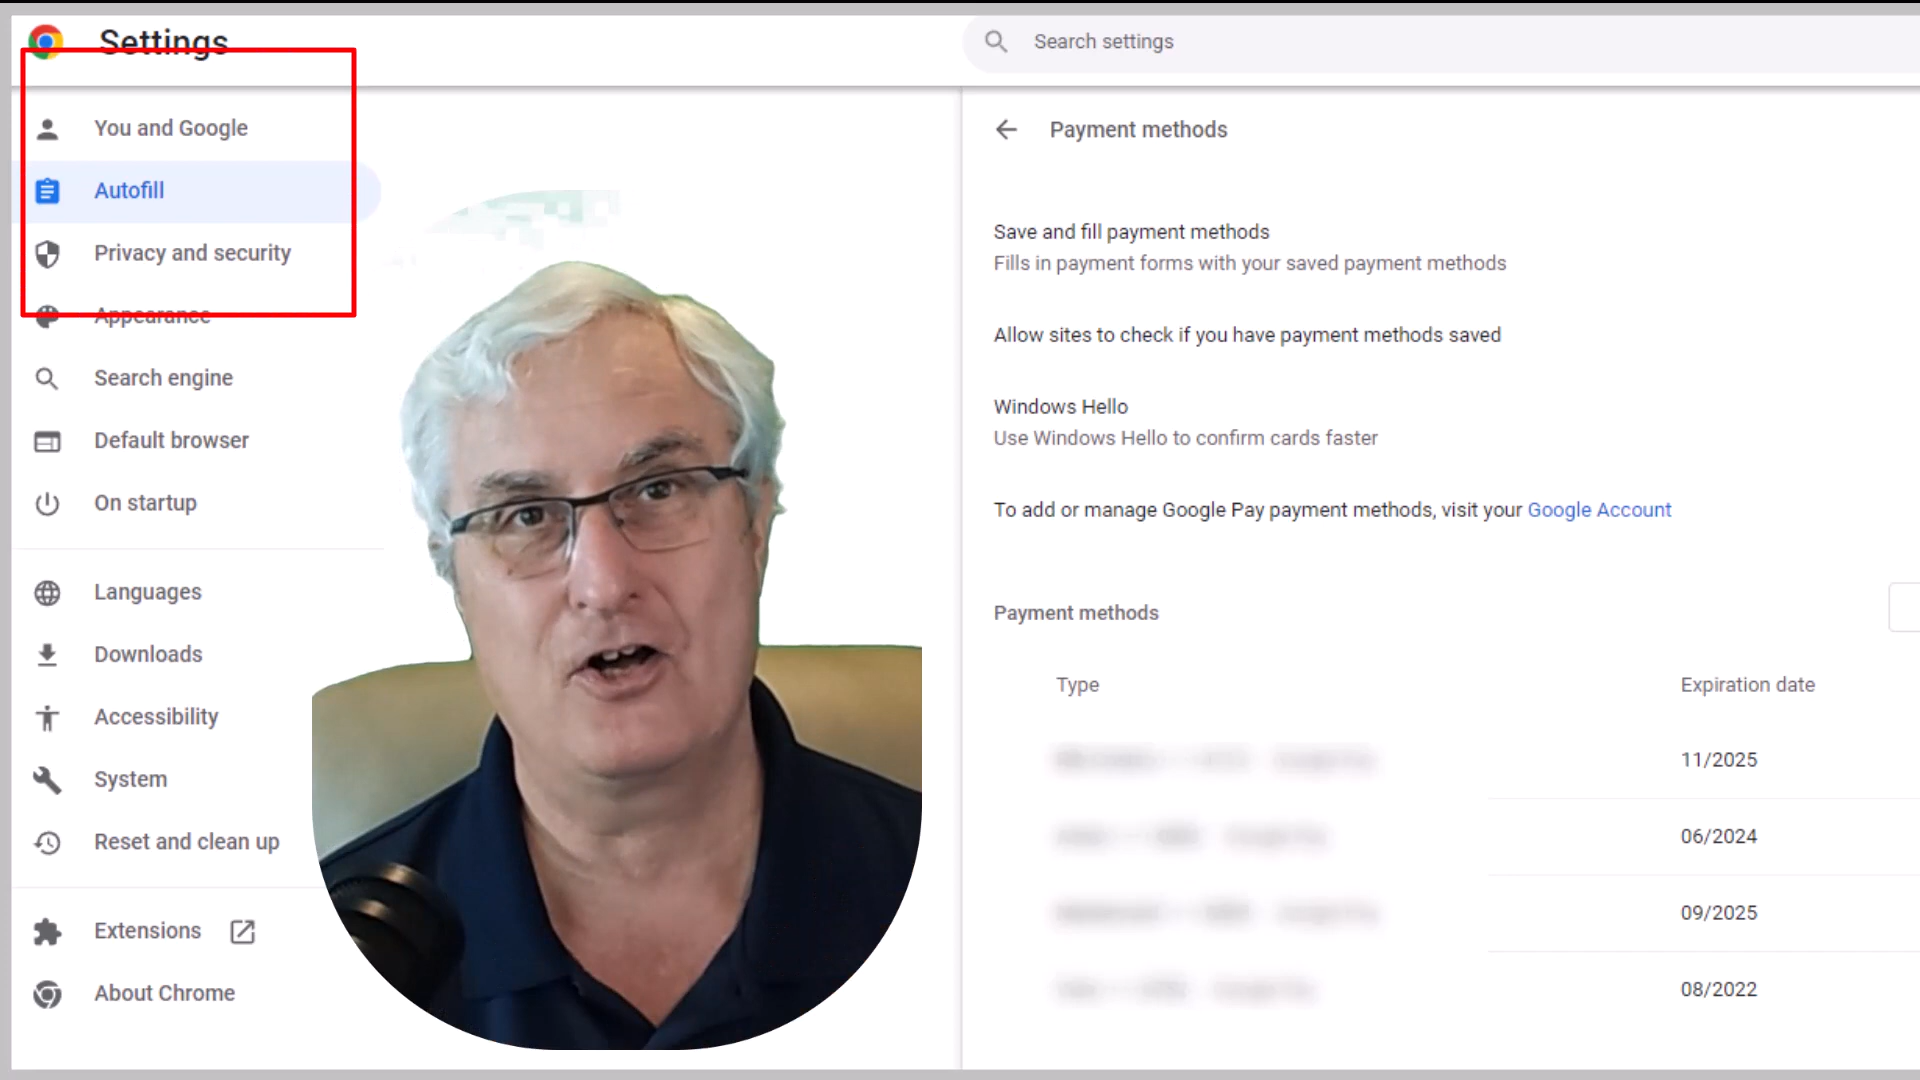 Settings
Search settings
You and Google
Autofill
Privacy and security
Appearance
Search engine
Default browser
On startup
Languages
Downloads
Accessibility
System
Reset and clean up
Extensions
About Chrome
Payment methods
Save and fill payment methods
Fills in payment forms with your saved payment methods
Allow sites to check if you have payment methods saved
Windows Hello
Use Windows Hello to confirm cards faster
To add or manage Google Pay payment methods, visit your Google Account
Payment methods
Type Expiration date
11/2025
06/2024
09/2025
08/2022